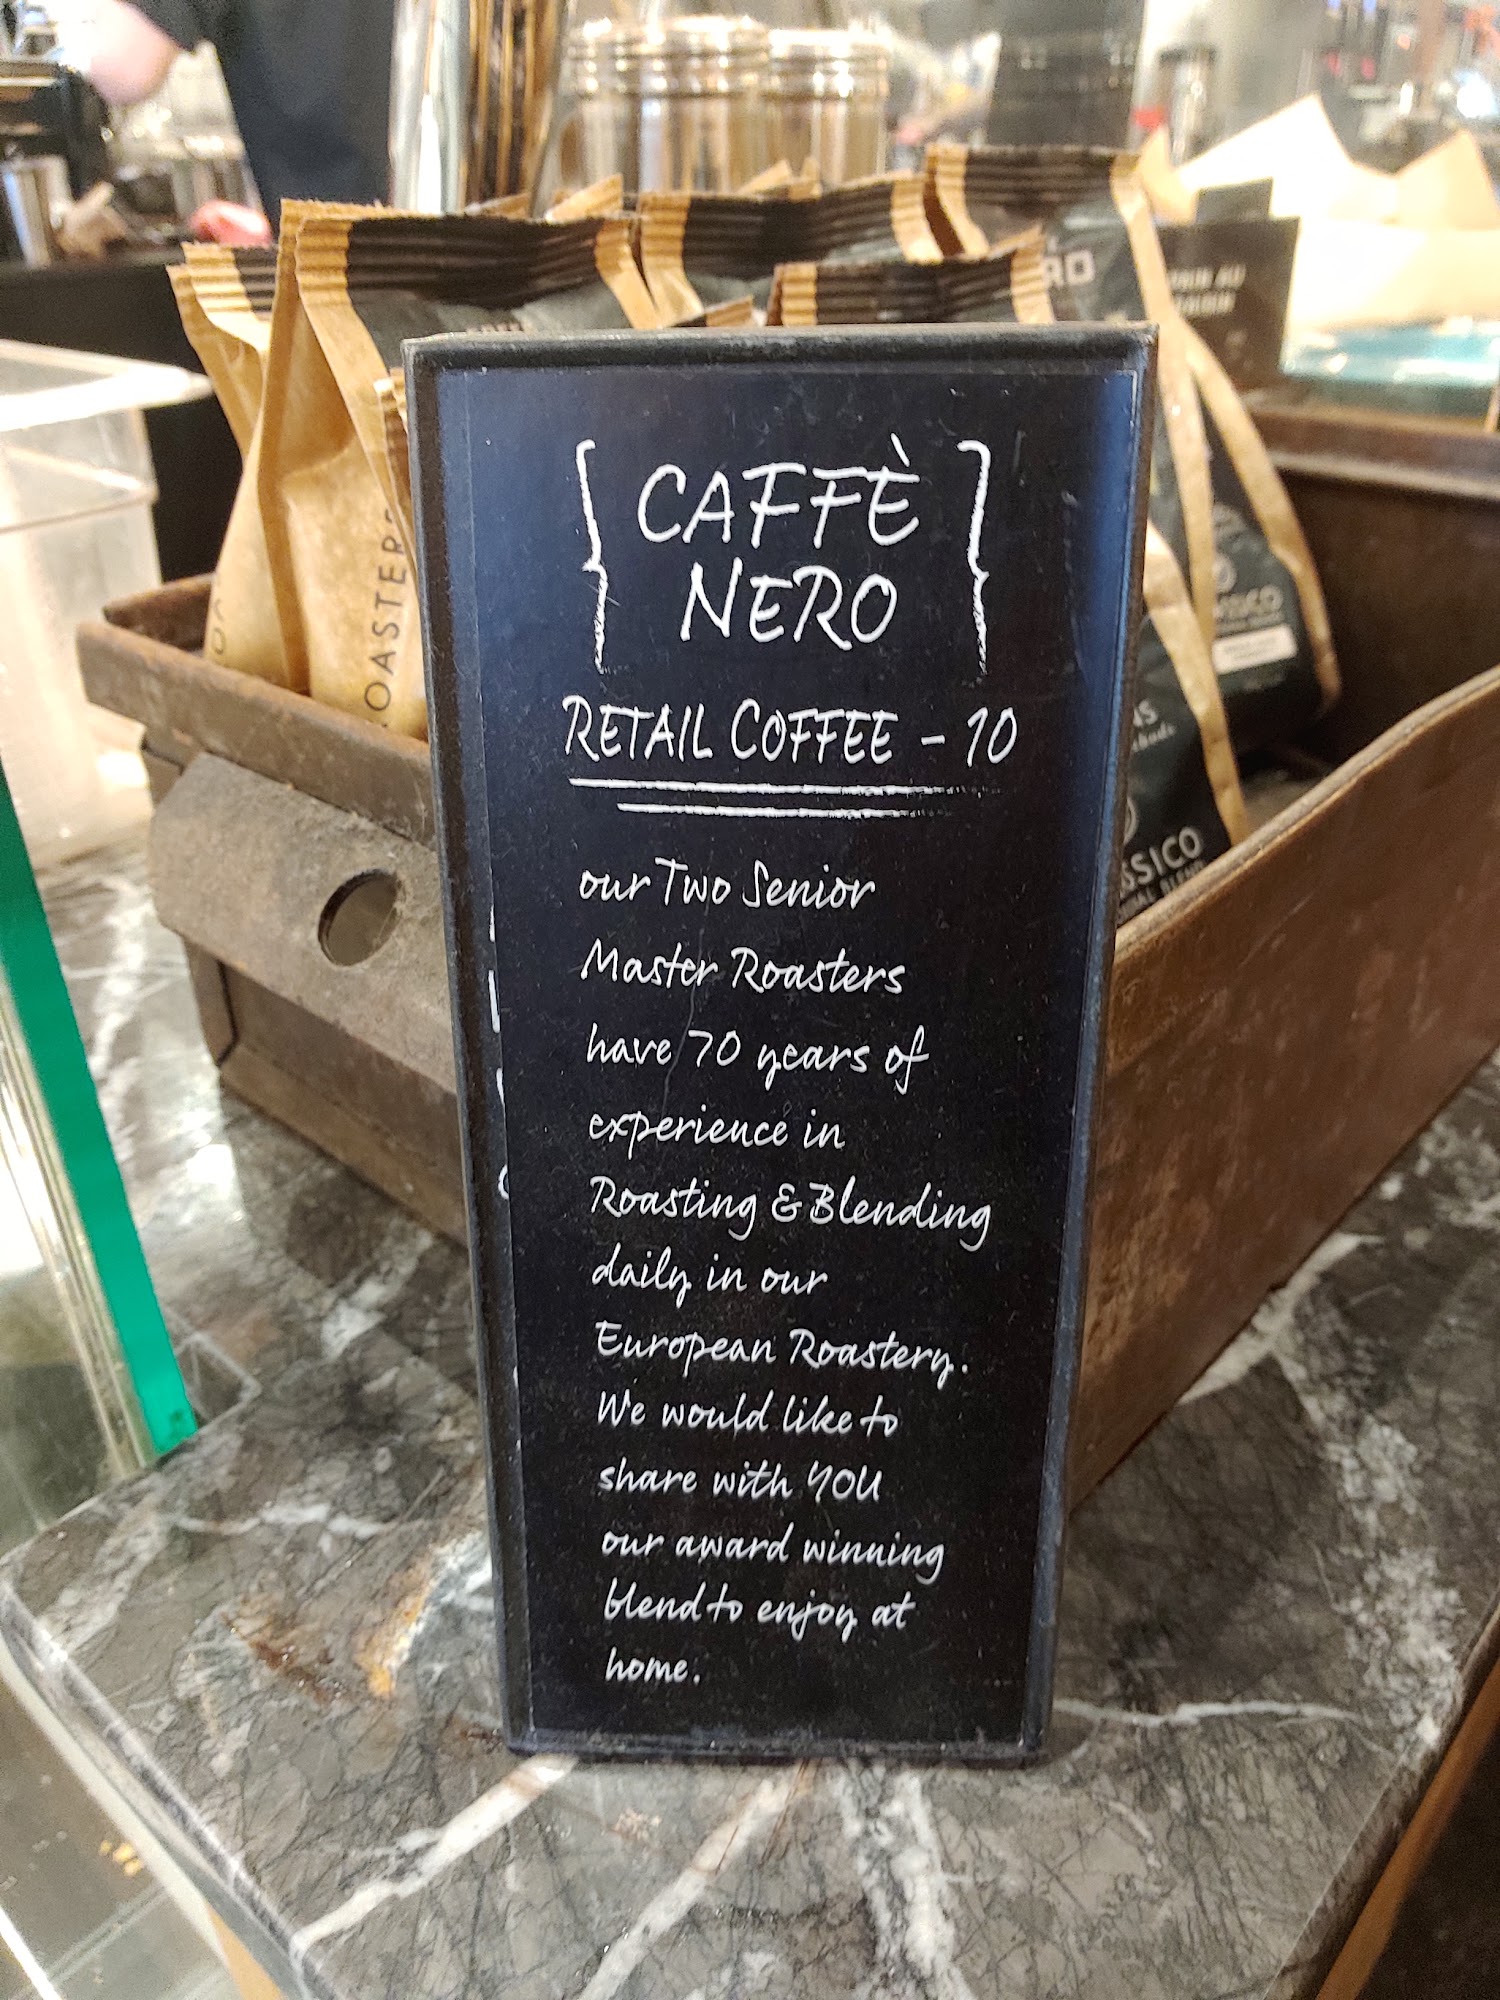 { CAFFÈ
NERO }
RETAIL COFFEE - 10
our Two Senior
Master Roasters
have 70 years of
experience in
Roasting & Blending
daily in our
European Roastery.
We would like to
share with YOU
our award winning
blend to enjoy at
home.